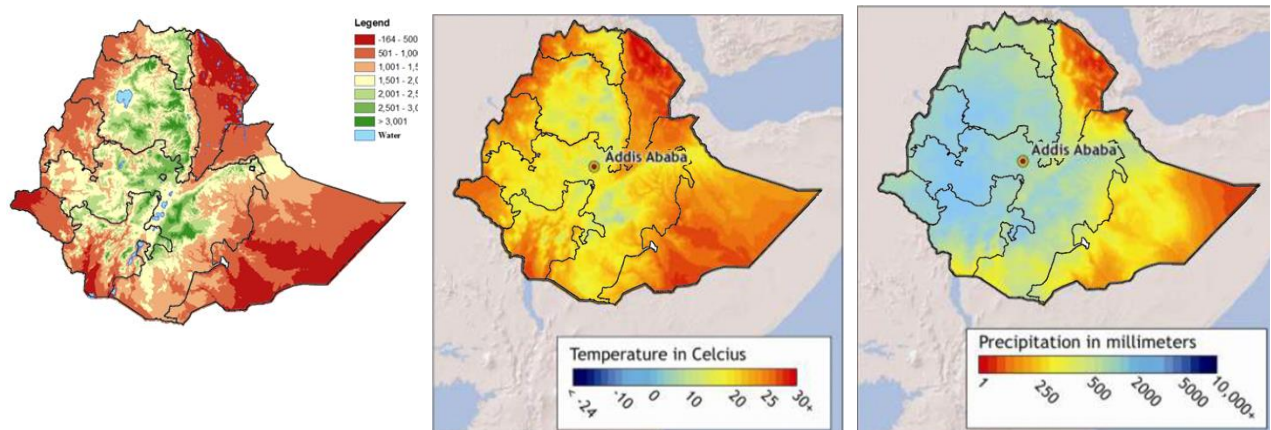 Legend
-164 - 500
501 - 1,00
1,001 - 1,5
1,501 - 2,0
2,001 - 2,5
2,501 - 3,0
> 3,001
Water
Addis Ababa
Temperature in Celcius
< -24 -10 0 10 20 25 30+
Addis Ababa
Precipitation in millimeters
1 250 500 2000 5000 10,000+